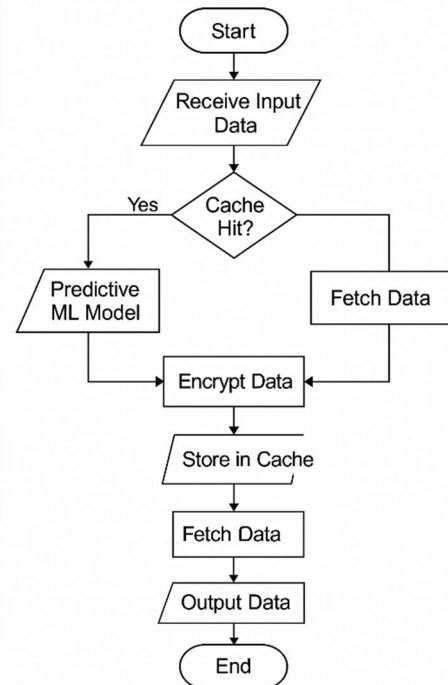 Start
Receive Input
Data
Cache
Hit?
Yes
Predictive
ML Model
Fetch Data
Encrypt Data
Store in Cache
Fetch Data
Output Data
End